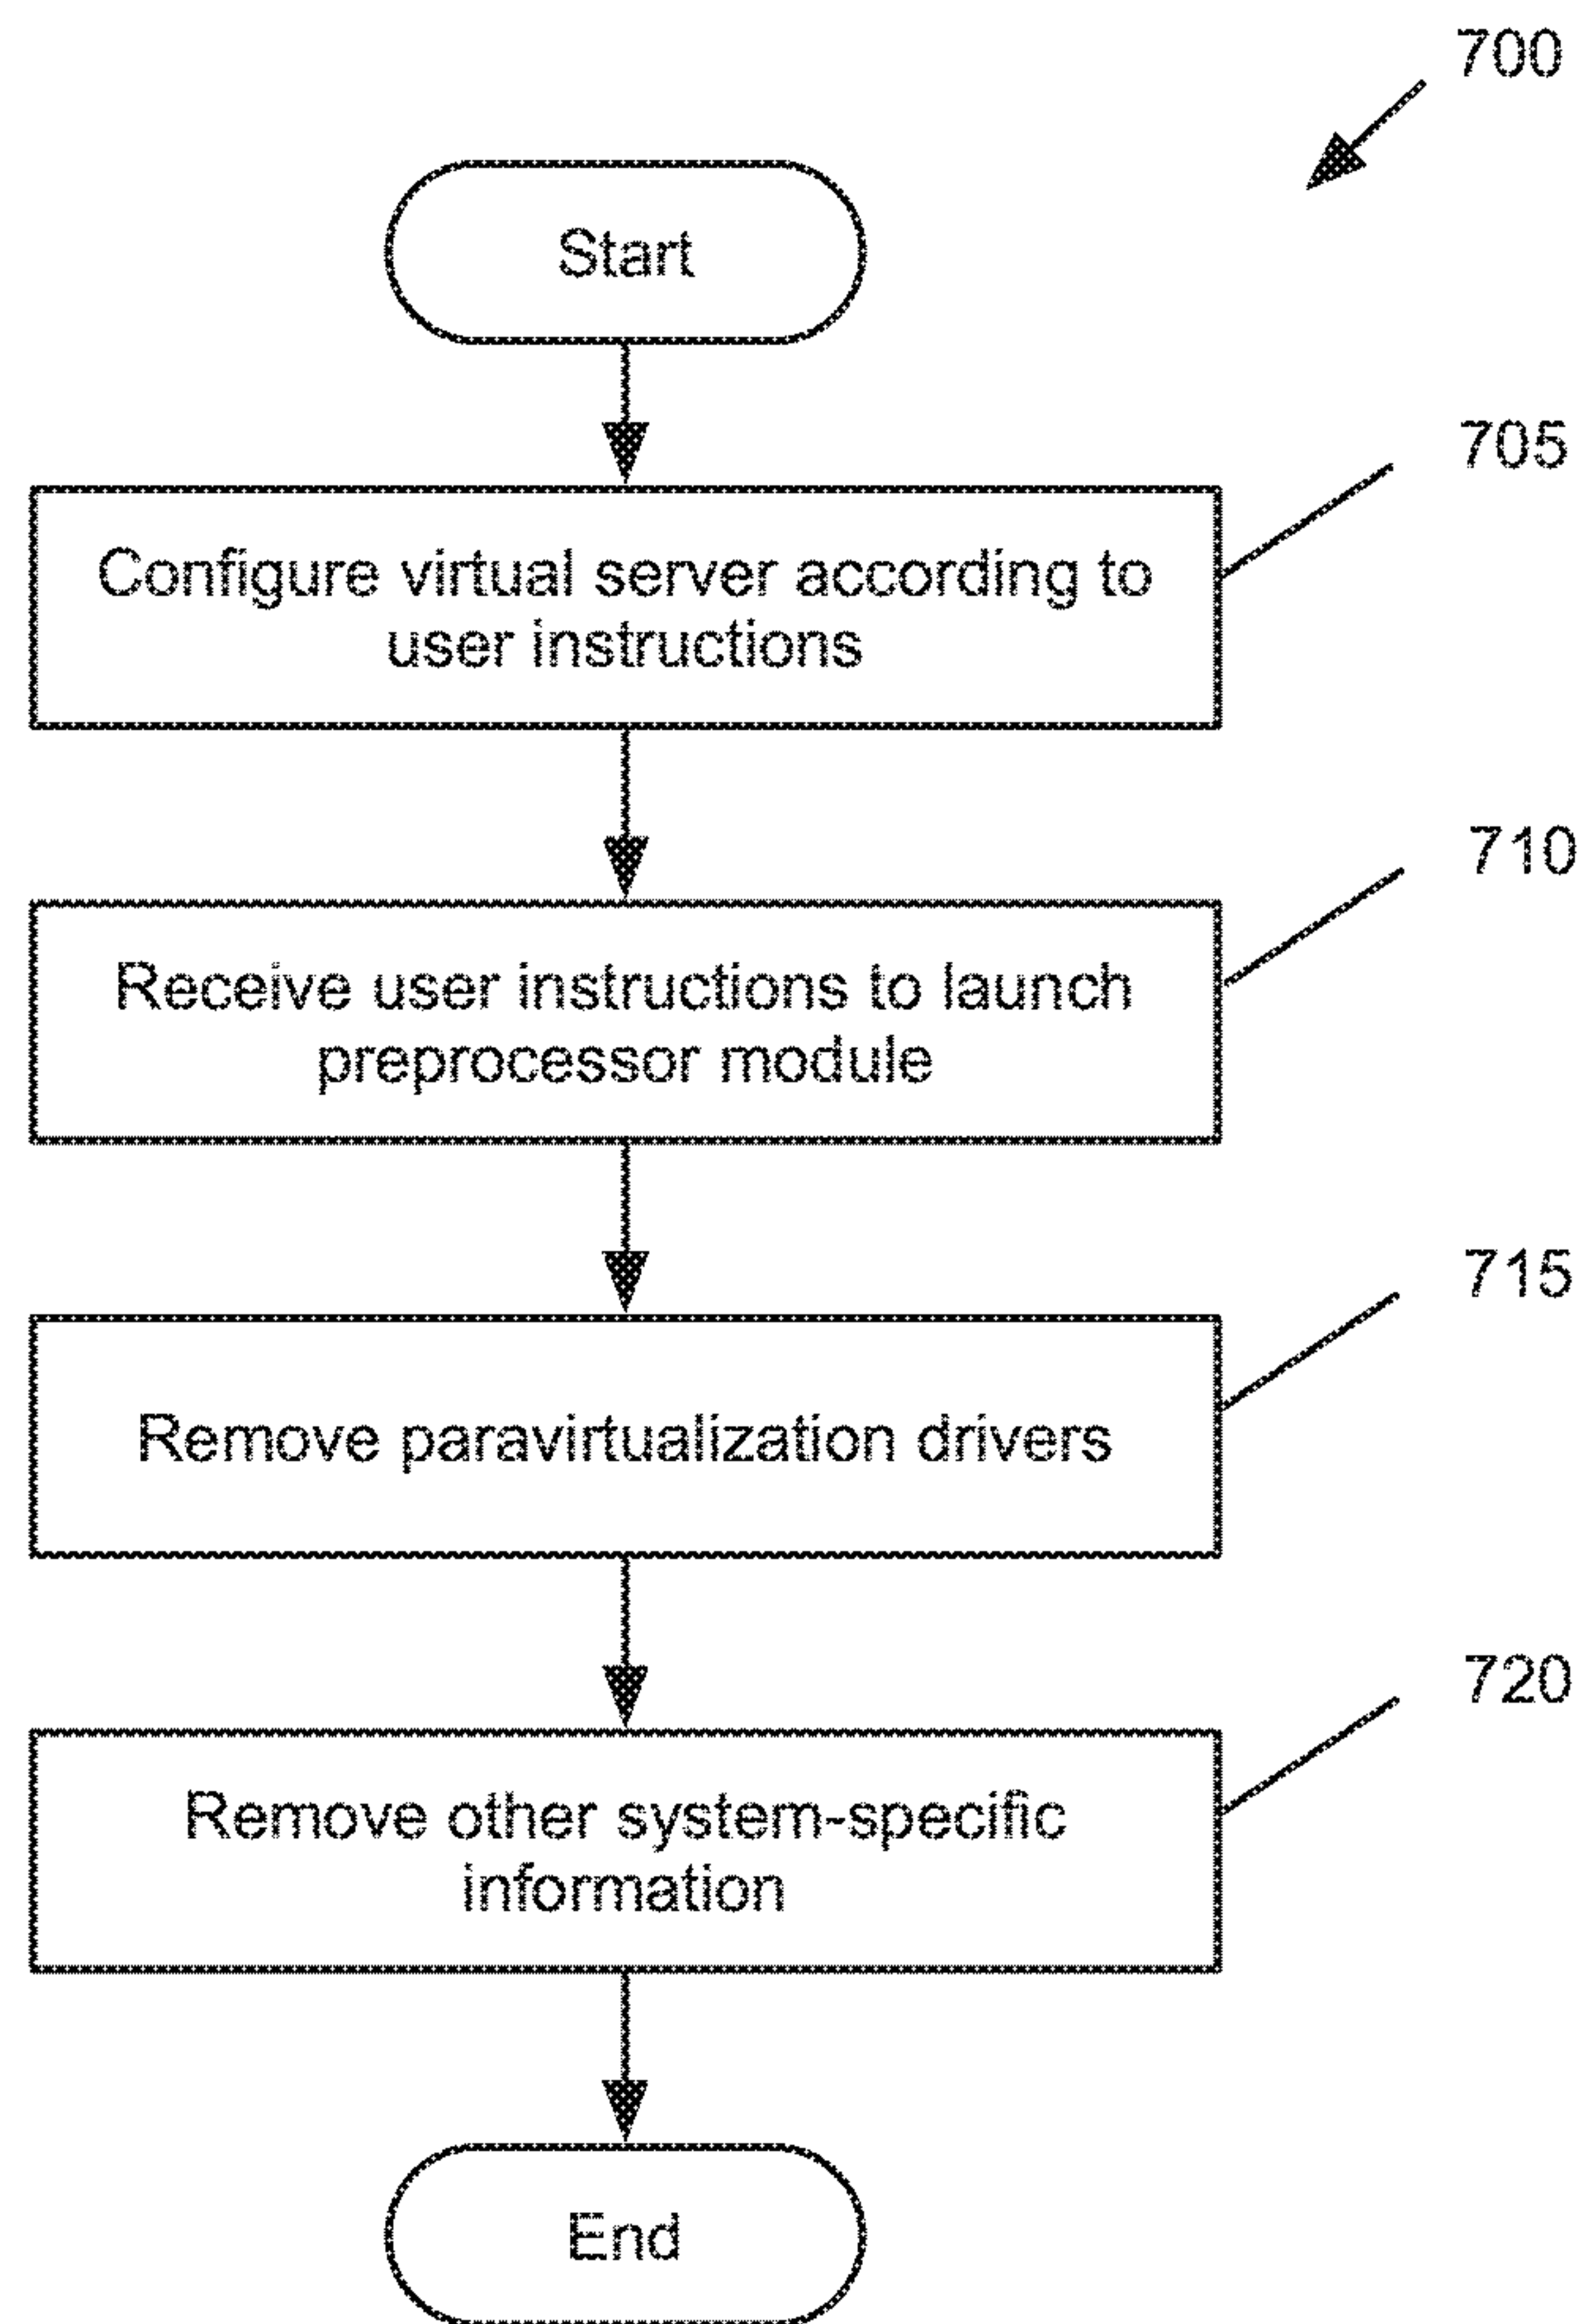 700
Start
705
Configure virtual server according to
user instructions
710
Receive user instructions to launch
preprocessor module
715
Remove paravirtualization drivers
720
Remove other system-specific
information
End